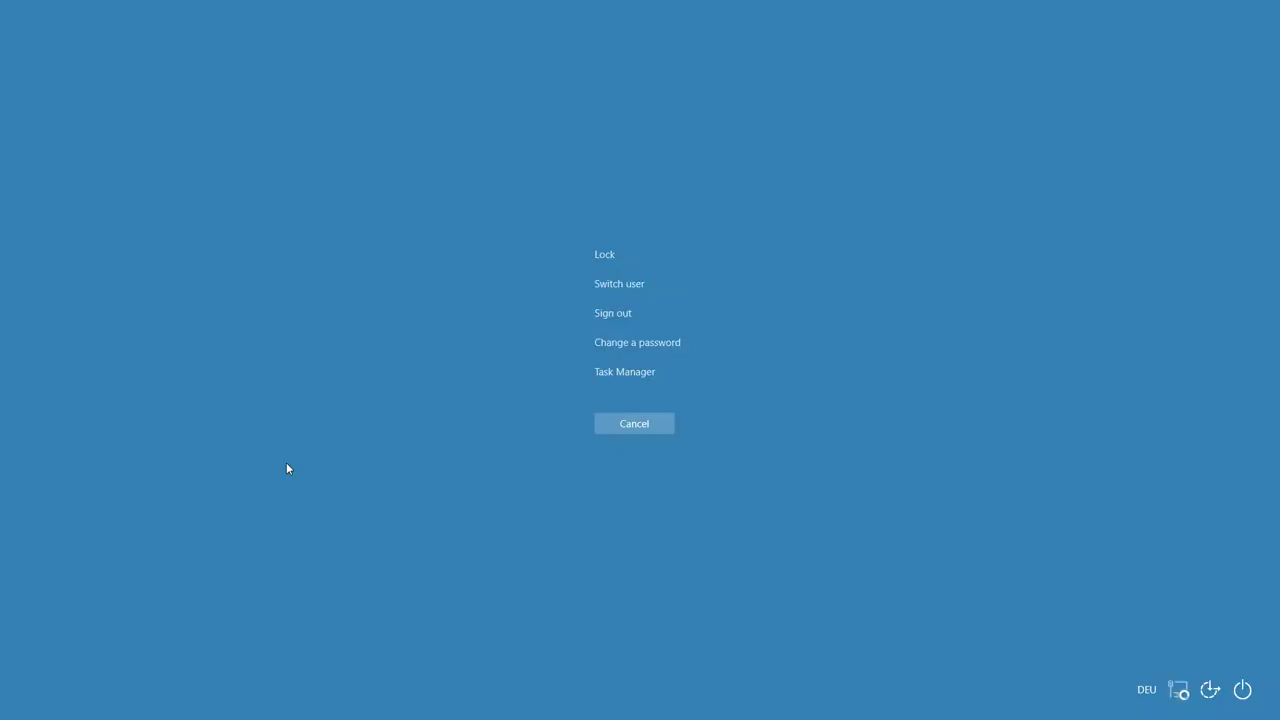 Lock
Switch user
Sign out
Change a password
Task Manager
Cancel
DEU